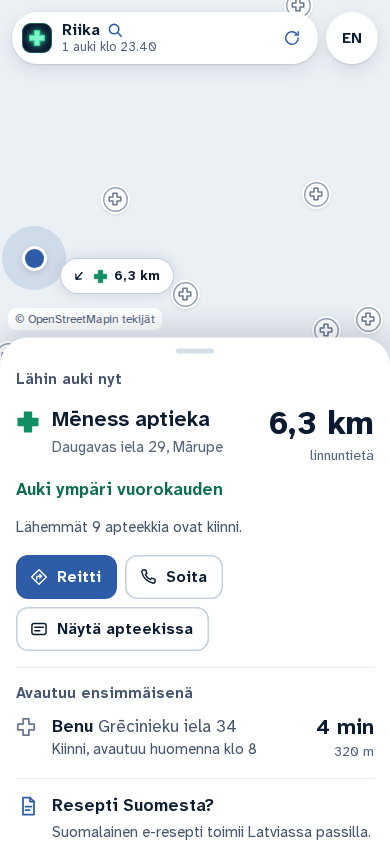 Riika
1 auki klo 23.40
EN
6,3 km
© OpenStreetMapin tekijät
Lähin auki nyt
Mēness aptieka
6,3 km
Daugavas iela 29, Mārupe
linnuntietä
Auki ympäri vuorokauden
Lähemmät 9 apteekkia ovat kiinni.
Reitti
Soita
Näytä apteekissa
Avautuu ensimmäisenä
Benu Grēcinieku iela 34
4 min
Kiinni, avautuu huomenna klo 8
320 m
Resepti Suomesta?
Suomalainen e-resepti toimii Latviassa passilla.